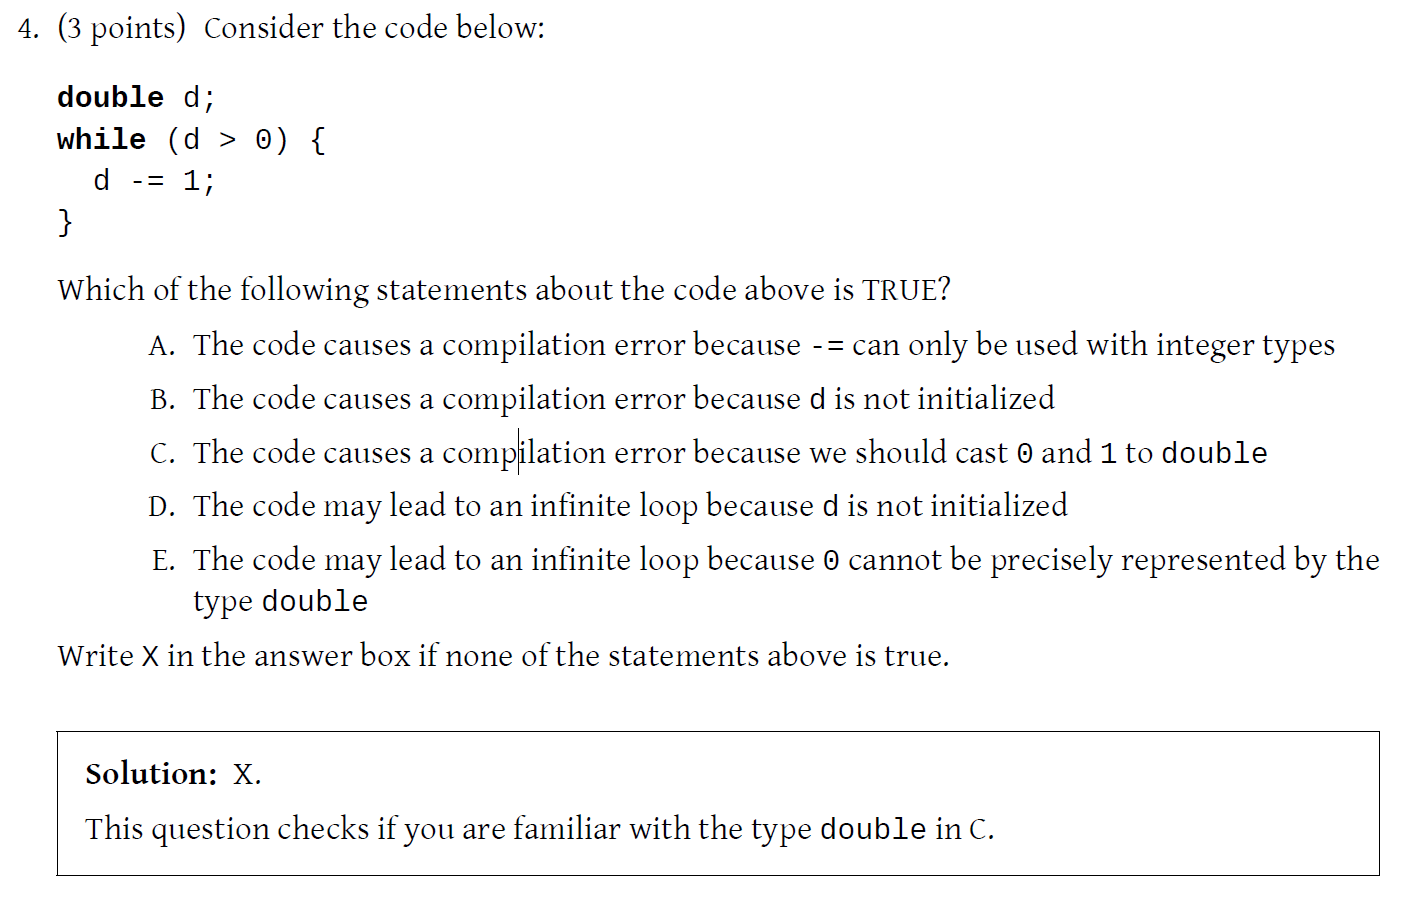 4. (3 points) Consider the code below:
double d;
while (d > 0) {
  d -= 1;
}
Which of the following statements about the code above is TRUE?
A. The code causes a compilation error because -= can only be used with integer types
B. The code causes a compilation error because d is not initialized
C. The code causes a compilation error because we should cast 0 and 1 to double
D. The code may lead to an infinite loop because d is not initialized
E. The code may lead to an infinite loop because 0 cannot be precisely represented by the
type double
Write X in the answer box if none of the statements above is true.
Solution: X.
This question checks if you are familiar with the type double in C.